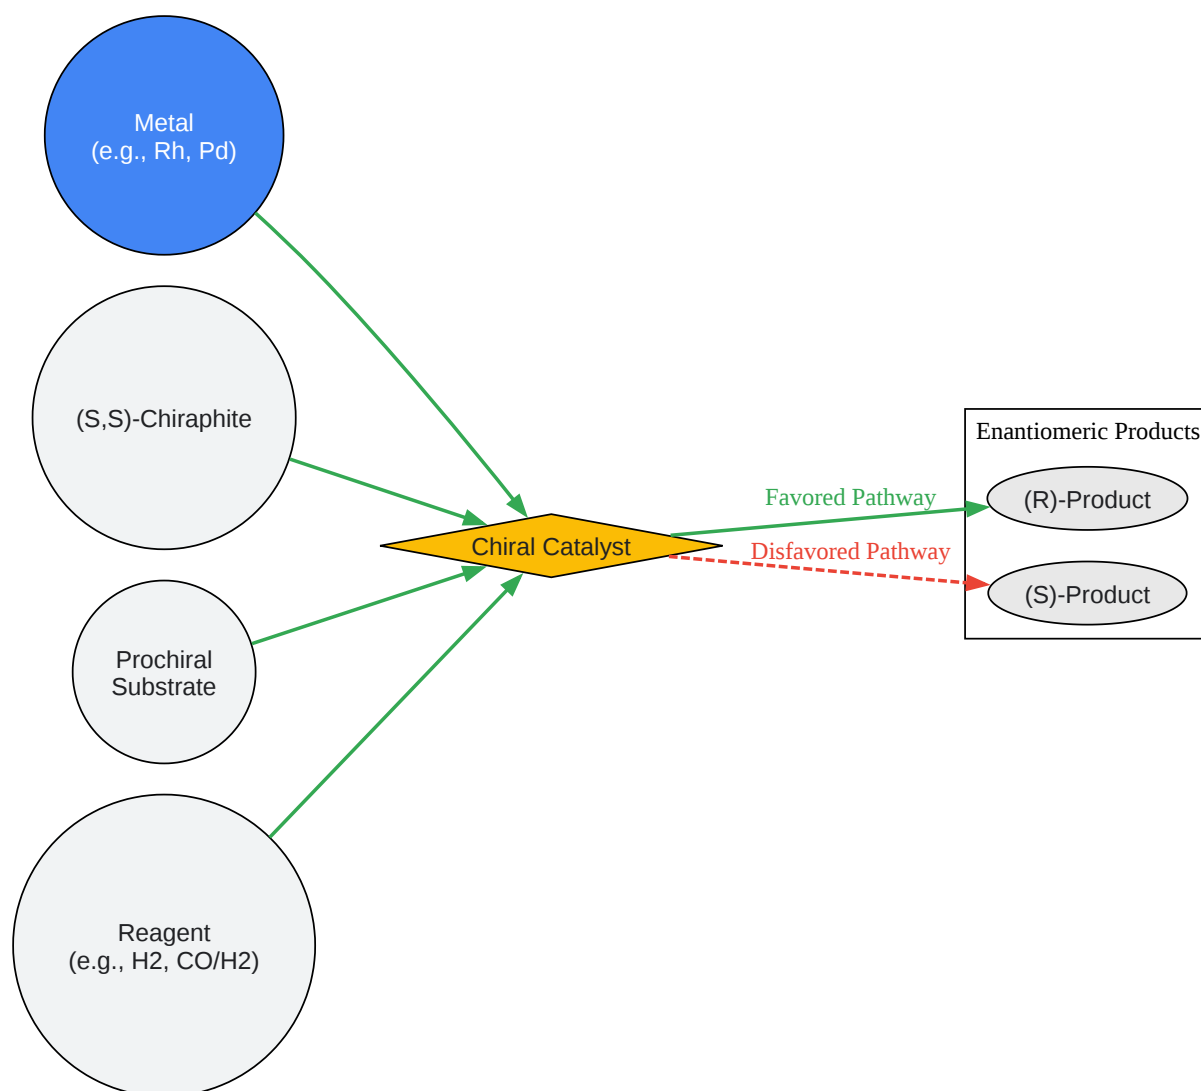 Metal
(e.g., Rh, Pd)
(S,S)-Chiraphite
Prochiral
Substrate
Reagent
(e.g., H2, CO/H2)
Chiral Catalyst
Favored Pathway
Disfavored Pathway
Enantiomeric Products
(R)-Product
(S)-Product